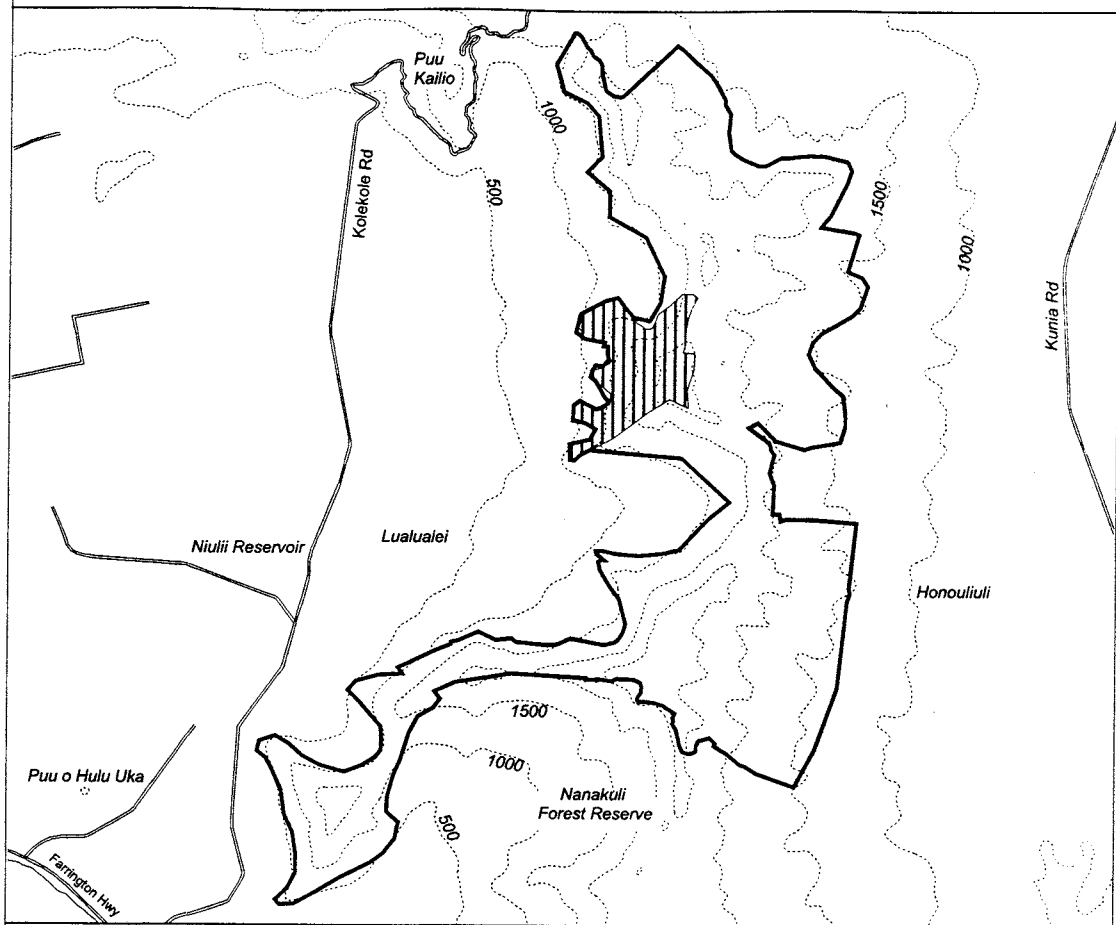 Puu
Kailio
1000
500
Kolekole Rd
1500
1000
Kunia Rd
Niulii Reservoir
Lualualei
Honouliuli
1500
1000
Puu o Hulu Uka
Nanakuli
Forest Reserve
500
Farrington Hwy